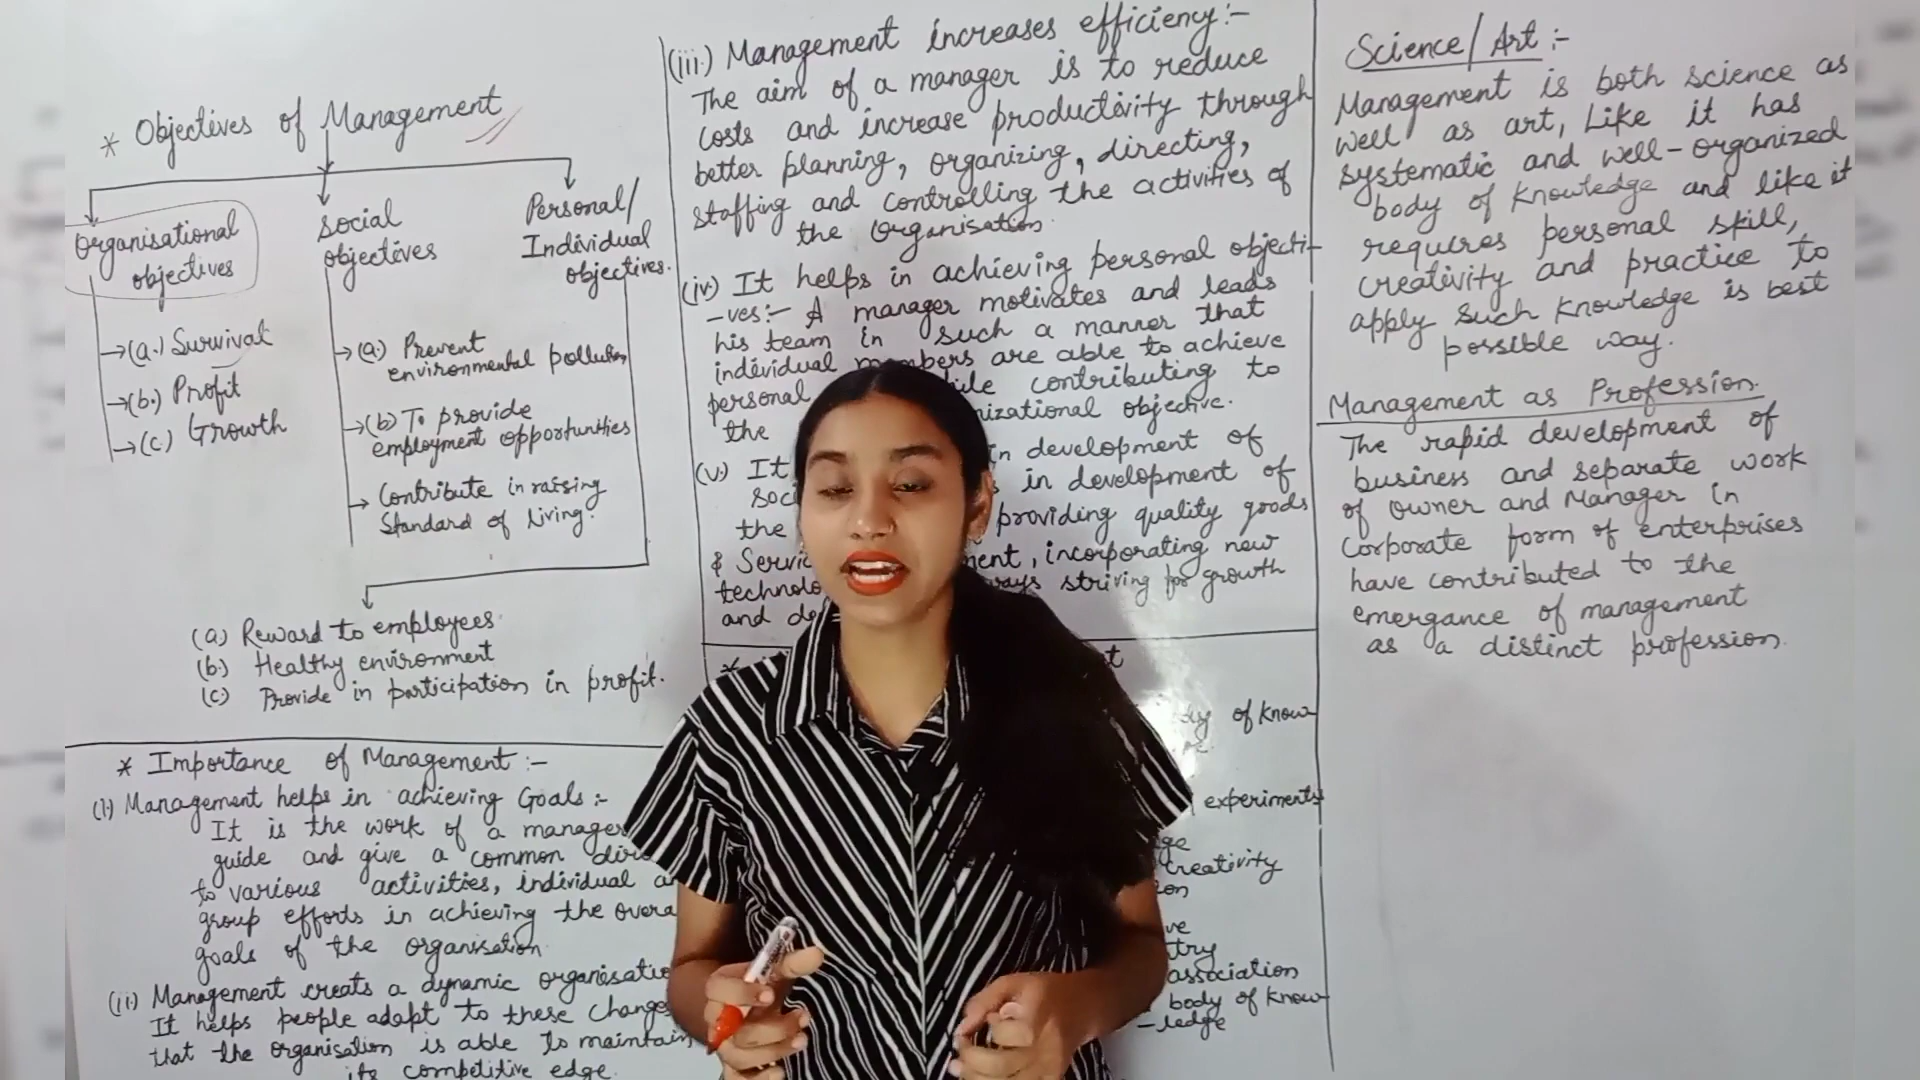 * Objectives of Management
Organisational
objectives
Social
objectives
Personal/
Individual
objectives.
→(a.) Survival
→(b.) Profit
→(c.) Growth
→(a.) Prevent
environmental pollution
→(b) To provide
employment opportunities
→ Contribute in raising
Standard of living.
(a) Reward to employees
(b) Healthy environment
(c) Provide in participation in profit.
* Importance of Management :-
(i.) Management helps in achieving Goals :-
It is the work of a manager
guide and give a common
to various activities, individual
group efforts in achieving the
goals of the organisation
(ii) Management creats a dynamic
It helps people adapt to these
that the organisation is able to maintain
its competitive edge.
(iii.) Management increases efficiency :-
The aim of a manager is to reduce
costs and increase productivity through
better planning, organizing, directing,
staffing and controlling the activities of
the Organisation.
(iv) It helps in achieving personal objecti-
-ves :- A manager motivates and leads
his team in such a manner that
individual members are able to achieve
personal contributing to
the objective.
(v.) It in development of
in development of
the providing quality goods
& incorporating new
striving for growth
and
of know
experiments
creativity
association
body of know-
-ledge
Science/Art :-
Management is both science as
well as art, Like it has
systematic and well-organized
body of knowledge and like it
requires personal skill,
creativity and practice to
apply such knowledge is best
possible way.
Management as Profession.
The rapid development of
business and separate work
of owner and Manager in
Corporate form of enterprises
have contributed to the
emergance of management
as a distinct profession.